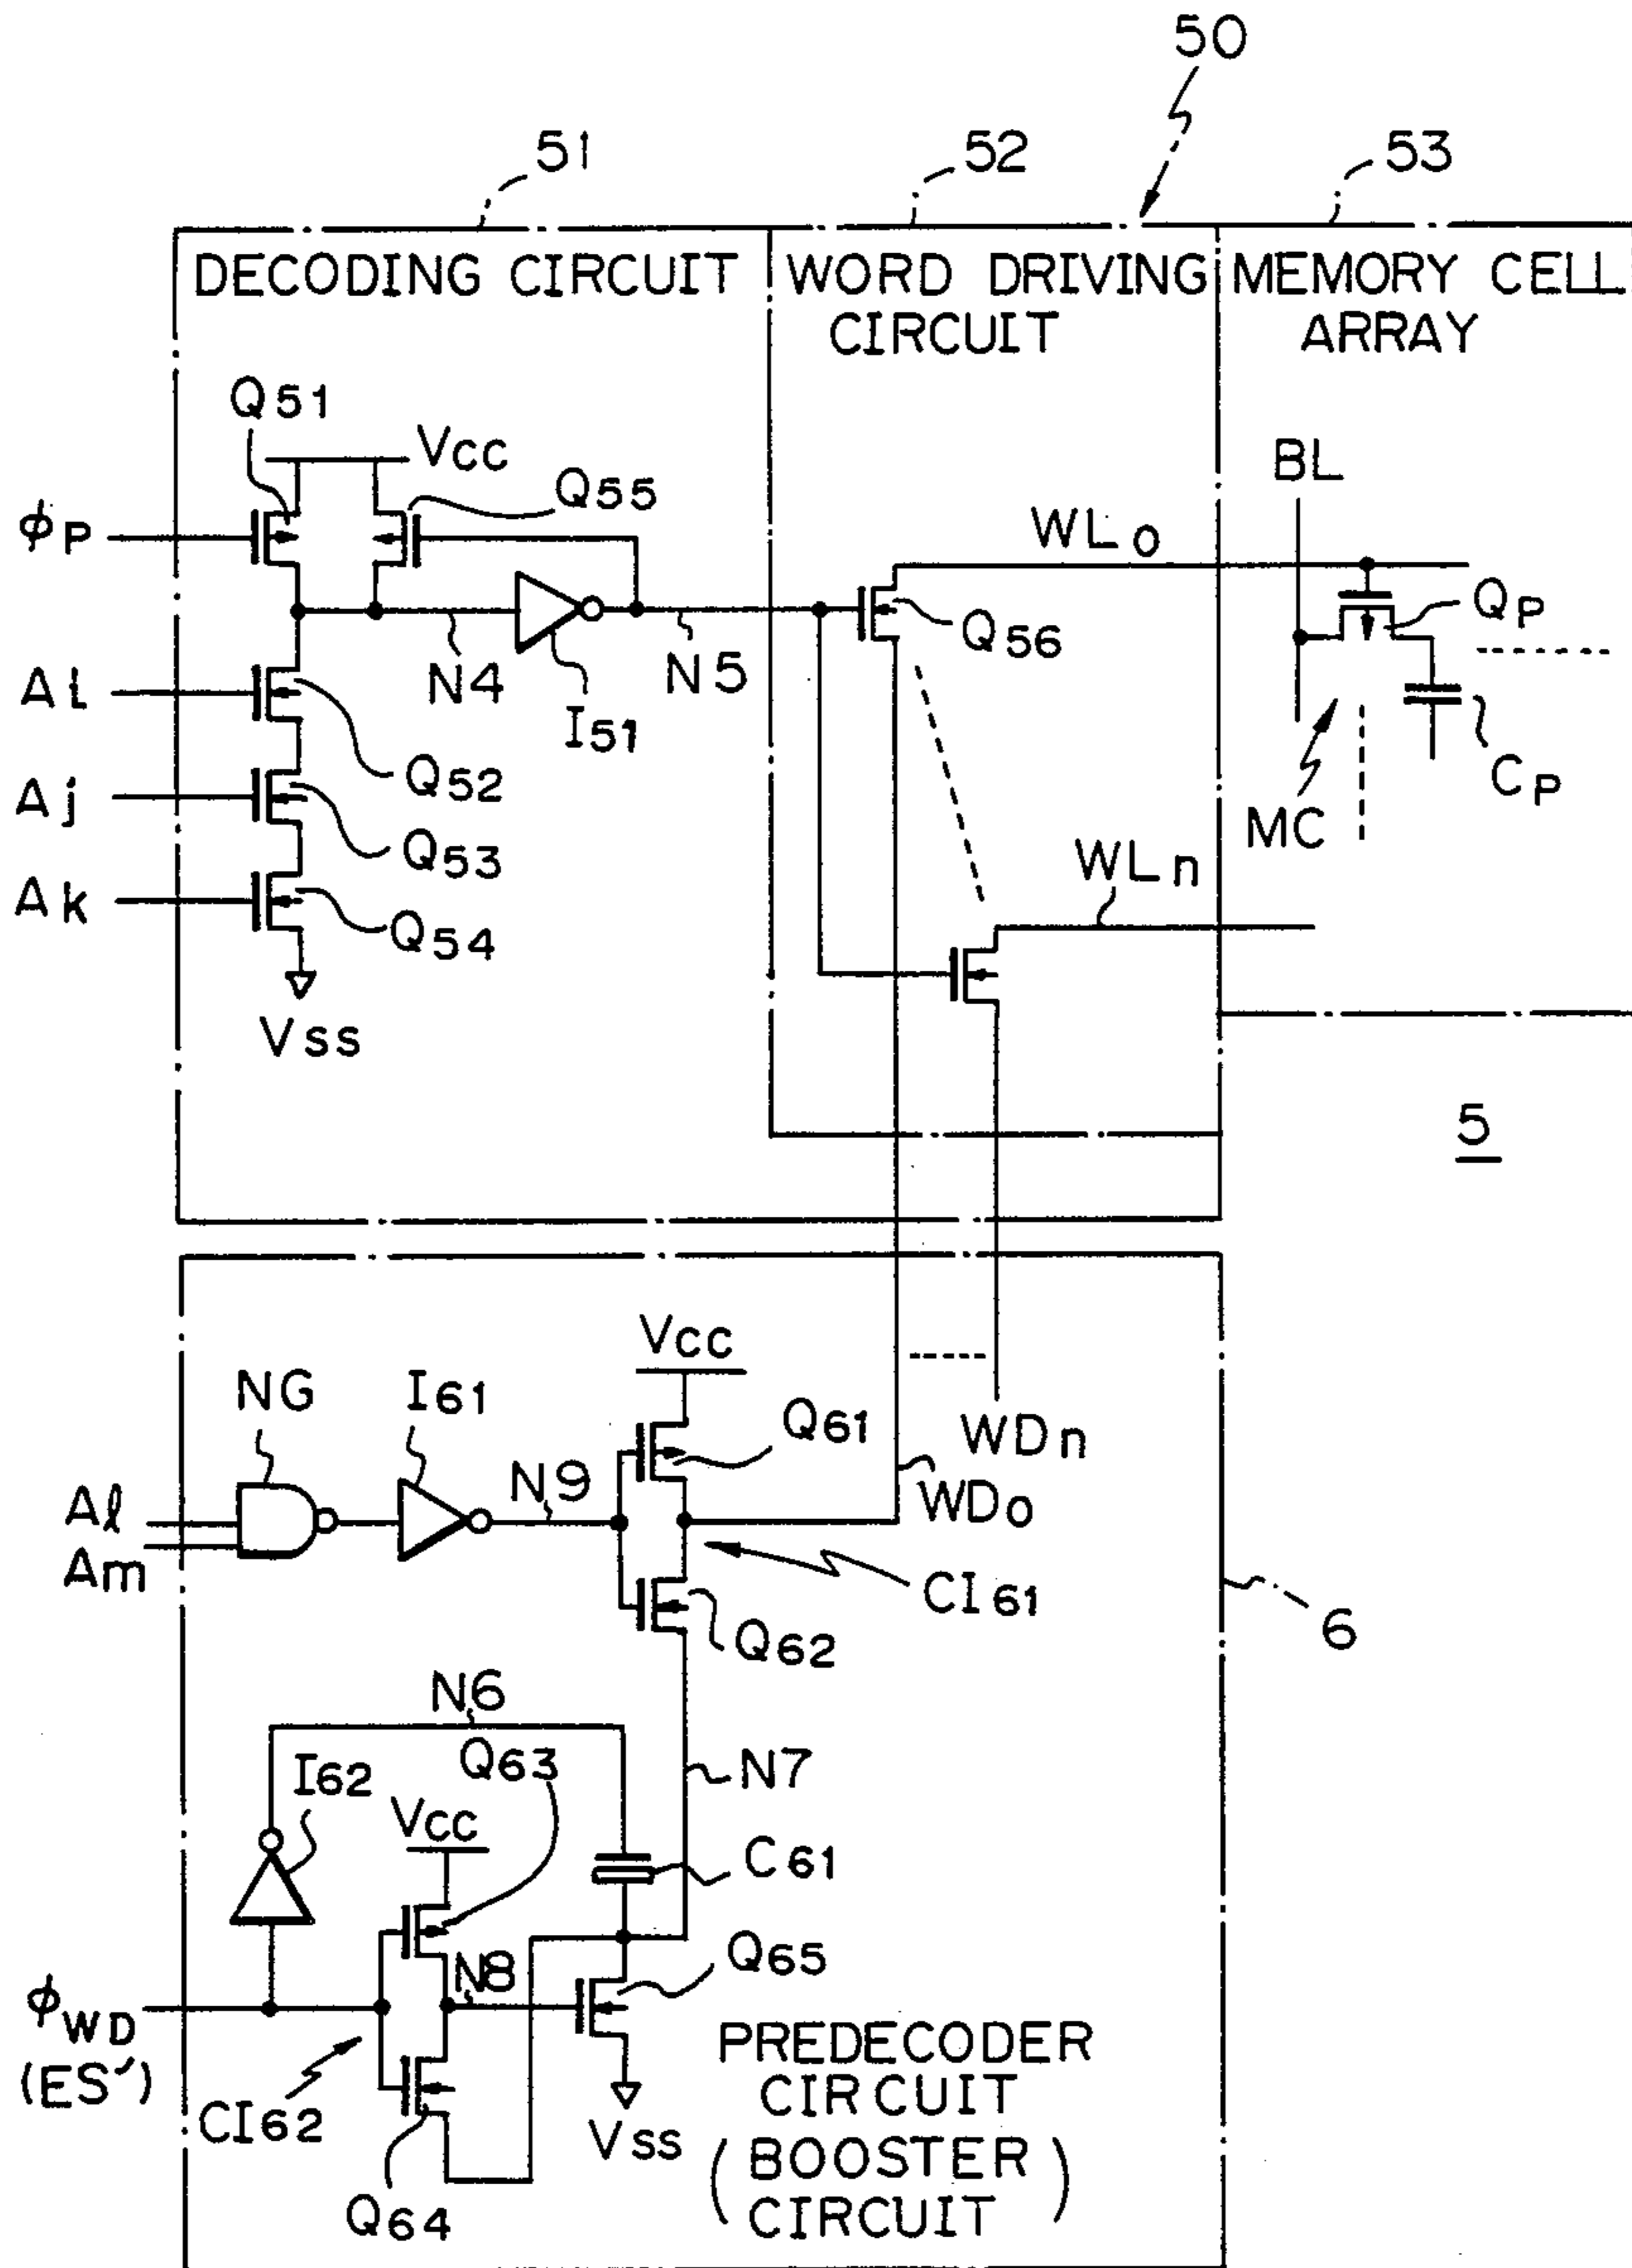 50
51
52
53
DECODING CIRCUIT
WORD DRIVING CIRCUIT
MEMORY CELL ARRAY
Q51
Vcc
Q55
BL
ϕP
WLo
QP
Q56
N4
N5
Ai
I51
CP
Q52
Aj
MC
Q53
WLn
Ak
Q54
Vss
5
Vcc
NG
I61
Q61
WDn
N9
WDo
Aℓ
Am
CI61
6
Q62
N6
Q63
N7
I62
Vcc
C61
Q65
N8
ϕWD
(ES')
PREDECODER CIRCUIT
(BOOSTER CIRCUIT)
CI62
Vss
Q64